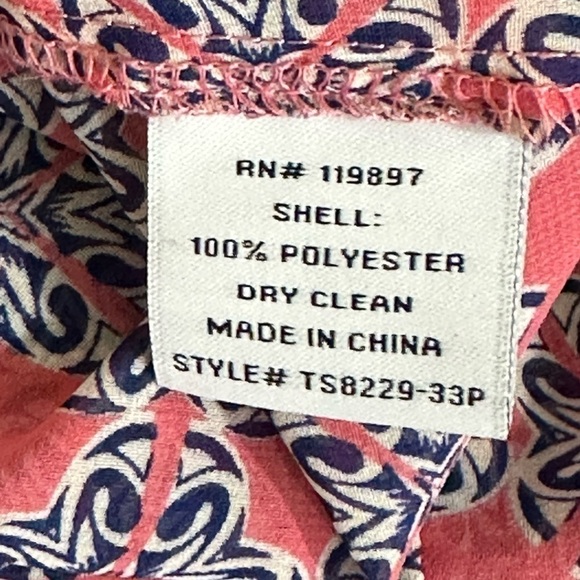 RN# 119897
SHELL:
100% POLYESTER
DRY CLEAN
MADE IN CHINA
STYLE# TS8229-33P